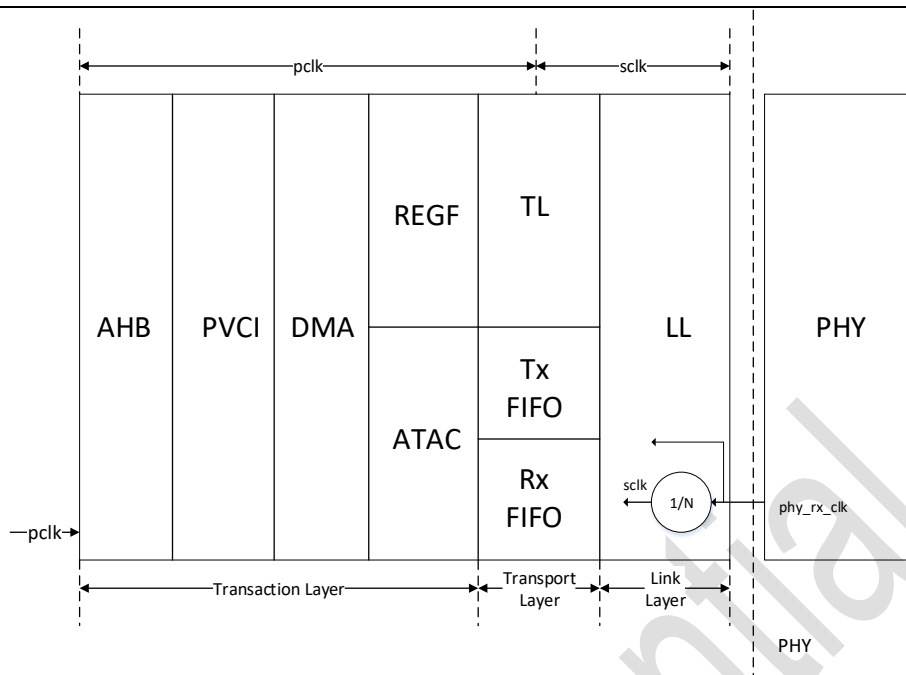 pclk
sclk
REGF
TL
AHB
PVCI
DMA
LL
PHY
Tx
FIFO
ATAC
Rx
FIFO
sclk
1/N
phy_rx_clk
pclk
Transaction Layer
Transport
Layer
Link
Layer
PHY
ntial